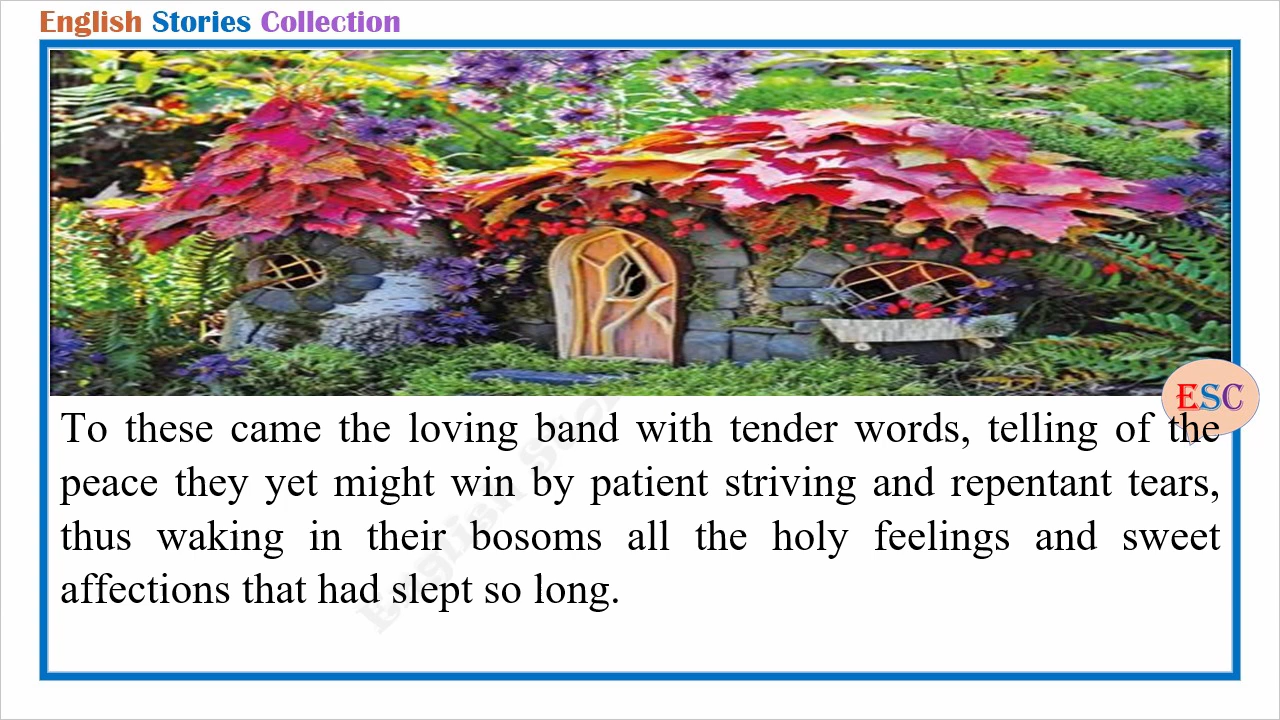 English Stories Collection
ESC
To these came the loving band with tender words, telling of the
peace they yet might win by patient striving and repentant tears,
thus waking in their bosoms all the holy feelings and sweet
affections that had slept so long.